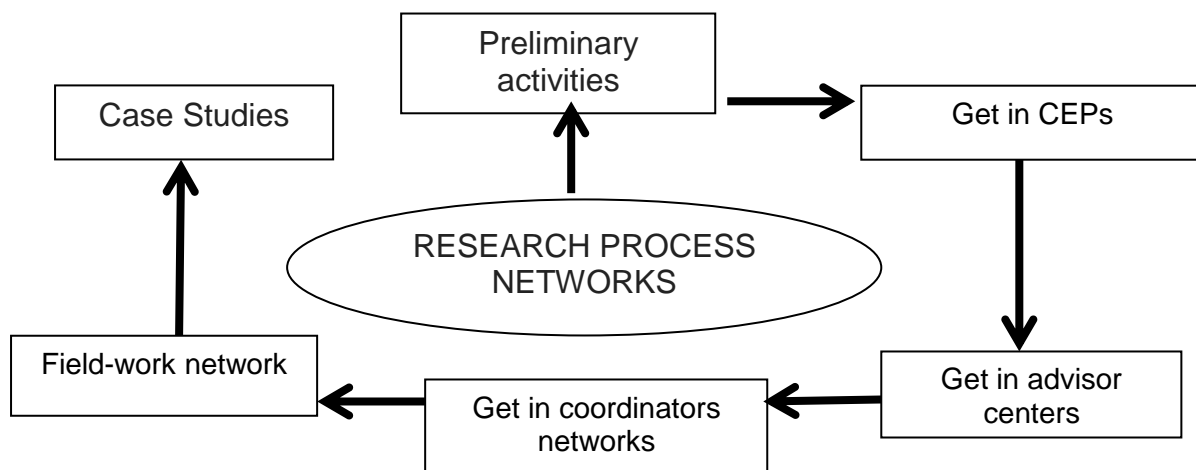 Preliminary
activities
Case Studies
Get in CEPs
RESEARCH PROCESS
NETWORKS
Field-work network
Get in advisor
centers
Get in coordinators
networks